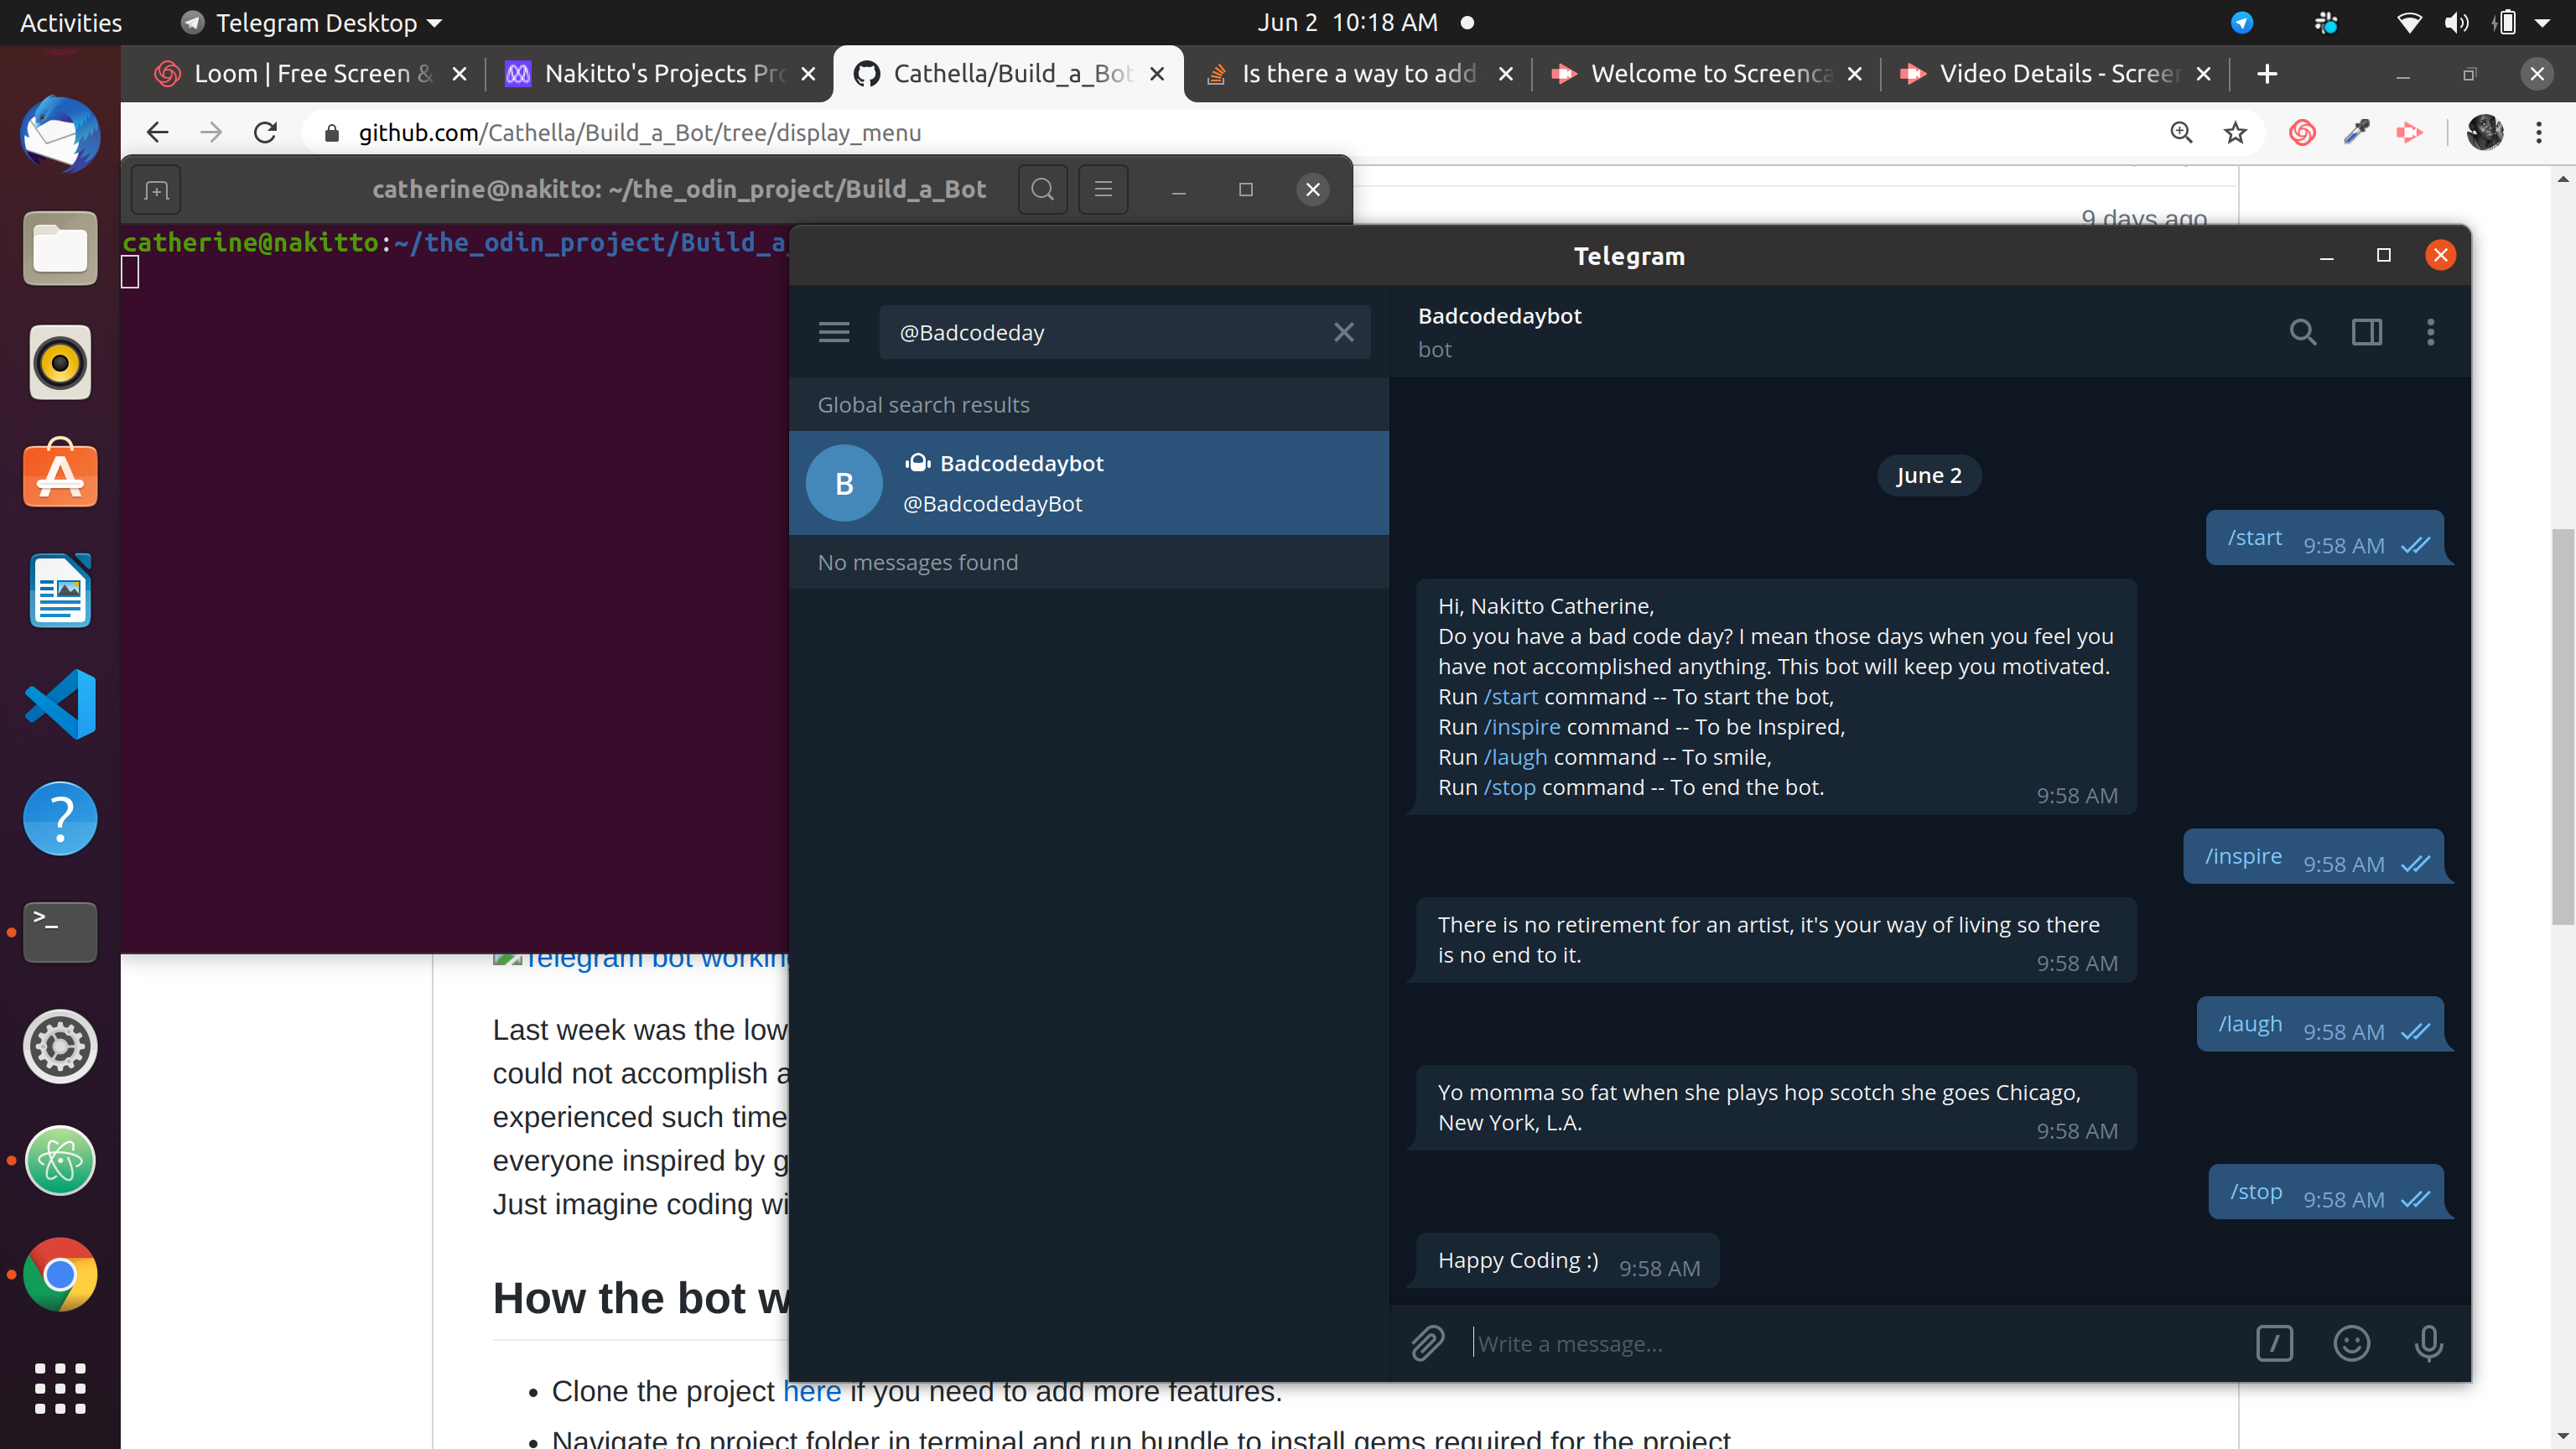 Activities
Telegram Desktop
Jun 2 10:18 AM
Loom | Free Screen &
Nakitto's Projects Pro
Cathella/Build_a_Bot
Is there a way to add
Welcome to Screenca
Video Details - Screen
github.com/Cathella/Build_a_Bot/tree/display_menu
catherine@nakitto: ~/the_odin_project/Build_a_Bot
9 days ago
catherine@nakitto:~/the_odin_project/Build_a_
Telegram
@Badcodeday
Badcodedaybot
bot
Global search results
B
Badcodedaybot
@BadcodedayBot
No messages found
June 2
/start 9:58 AM
Hi, Nakitto Catherine,
Do you have a bad code day? I mean those days when you feel you
have not accomplished anything. This bot will keep you motivated.
Run /start command -- To start the bot,
Run /inspire command -- To be Inspired,
Run /laugh command -- To smile,
Run /stop command -- To end the bot.
9:58 AM
/inspire 9:58 AM
There is no retirement for an artist, it's your way of living so there
is no end to it.
9:58 AM
/laugh 9:58 AM
Yo momma so fat when she plays hop scotch she goes Chicago,
New York, L.A.
9:58 AM
/stop 9:58 AM
Happy Coding :) 9:58 AM
Write a message...
Telegram bot working
Last week was the low
could not accomplish a
experienced such time
everyone inspired by g
Just imagine coding wi
How the bot w
Clone the project here if you need to add more features.
Navigate to project folder in terminal and run bundle to install gems required for the project